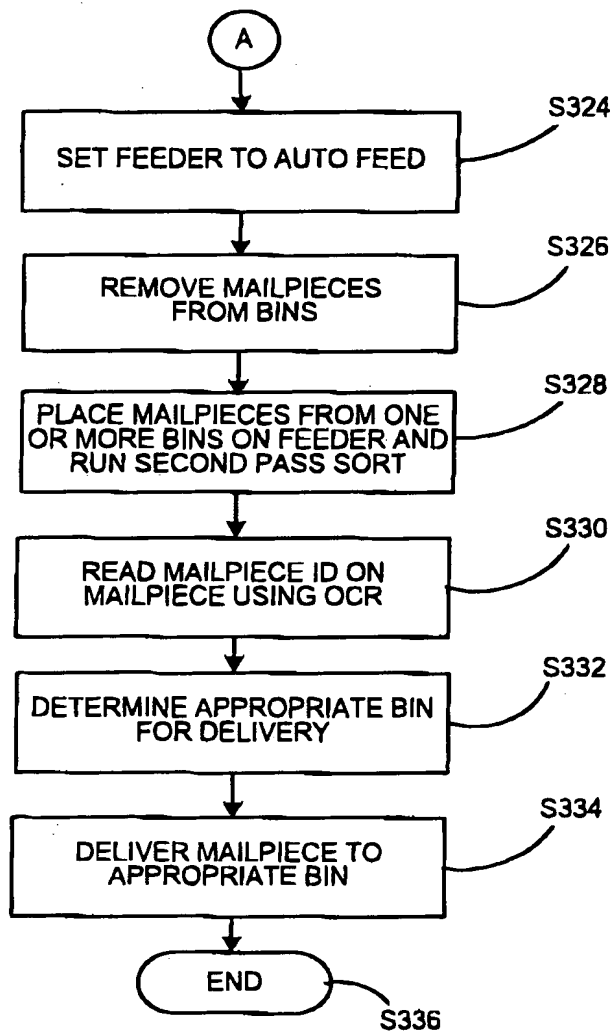 A
S324
SET FEEDER TO AUTO FEED
S326
REMOVE MAILPIECES
FROM BINS
S328
PLACE MAILPIECES FROM ONE
OR MORE BINS ON FEEDER AND
RUN SECOND PASS SORT
S330
READ MAILPIECE ID ON
MAILPIECE USING OCR
S332
DETERMINE APPROPRIATE BIN
FOR DELIVERY
S334
DELIVER MAILPIECE TO
APPROPRIATE BIN
END
S336